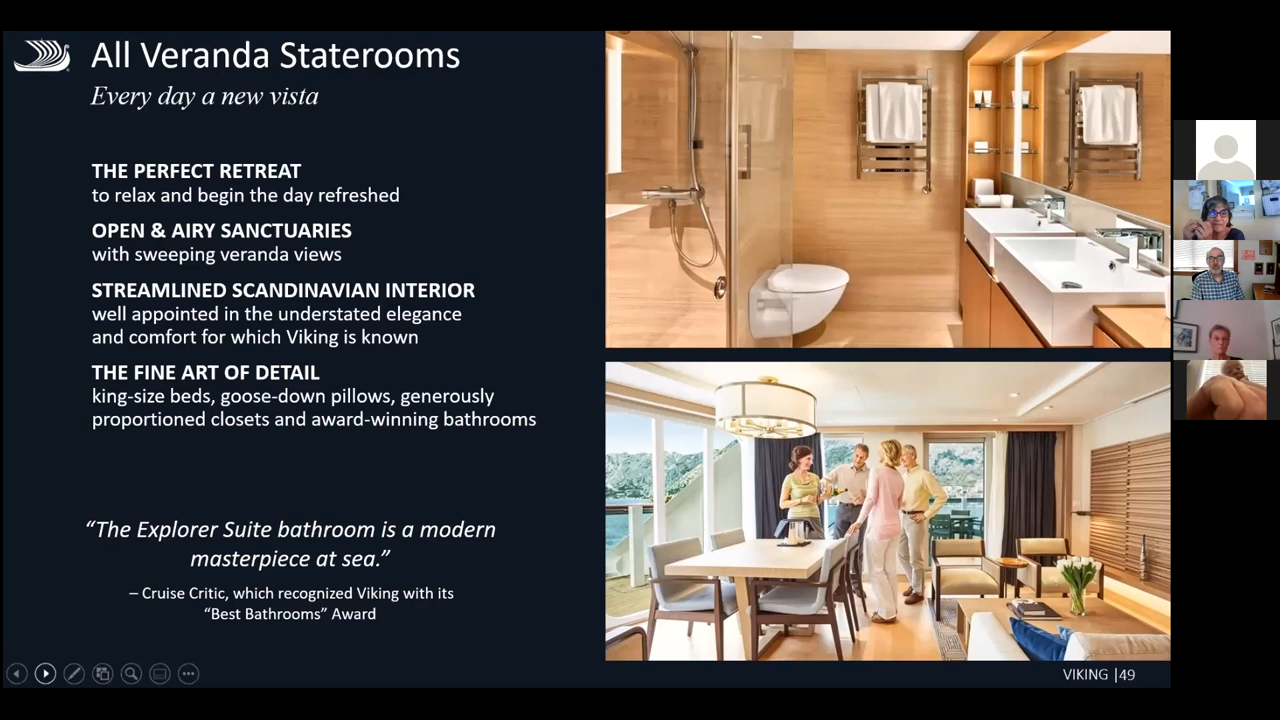 All Veranda Staterooms
Every day a new vista
THE PERFECT RETREAT
to relax and begin the day refreshed
OPEN & AIRY SANCTUARIES
with sweeping veranda views
STREAMLINED SCANDINAVIAN INTERIOR
well appointed in the understated elegance
and comfort for which Viking is known
THE FINE ART OF DETAIL
king-size beds, goose-down pillows, generously
proportioned closets and award-winning bathrooms
“The Explorer Suite bathroom is a modern
masterpiece at sea.”
– Cruise Critic, which recognized Viking with its
“Best Bathrooms” Award
VIKING |49